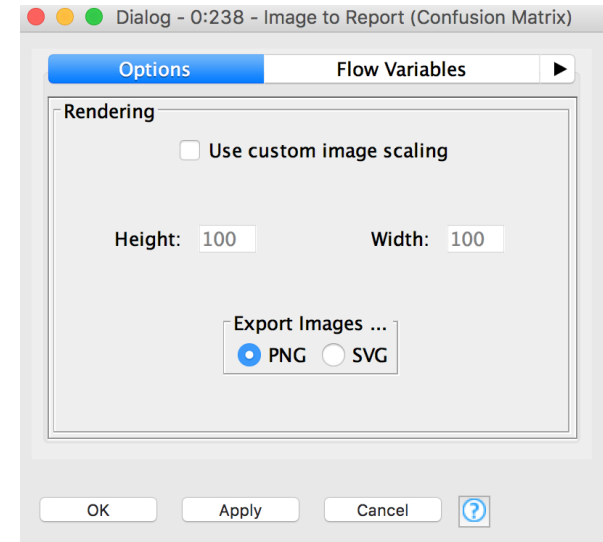 Dialog - 0:238 - Image to Report (Confusion Matrix)
Options Flow Variables
Rendering
Use custom image scaling
Height: 100 Width: 100
Export Images ...
PNG SVG
OK Apply Cancel ?